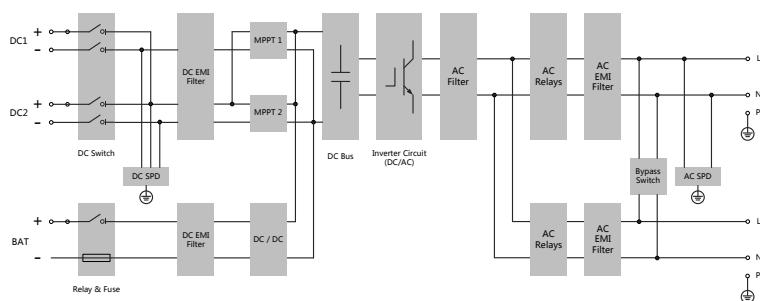 DC1
+
-
DC2
+
-
DC Switch
DC SPD
DC EMI
Filter
MPPT 1
MPPT 2
DC Bus
Inverter Circuit
(DC/AC)
AC
Filter
AC
Relays
AC
EMI
Filter
L
N
Bypass
Switch
AC SPD
BAT
+
-
Relay & Fuse
DC EMI
Filter
DC / DC
AC
Relays
AC
EMI
Filter
L
N